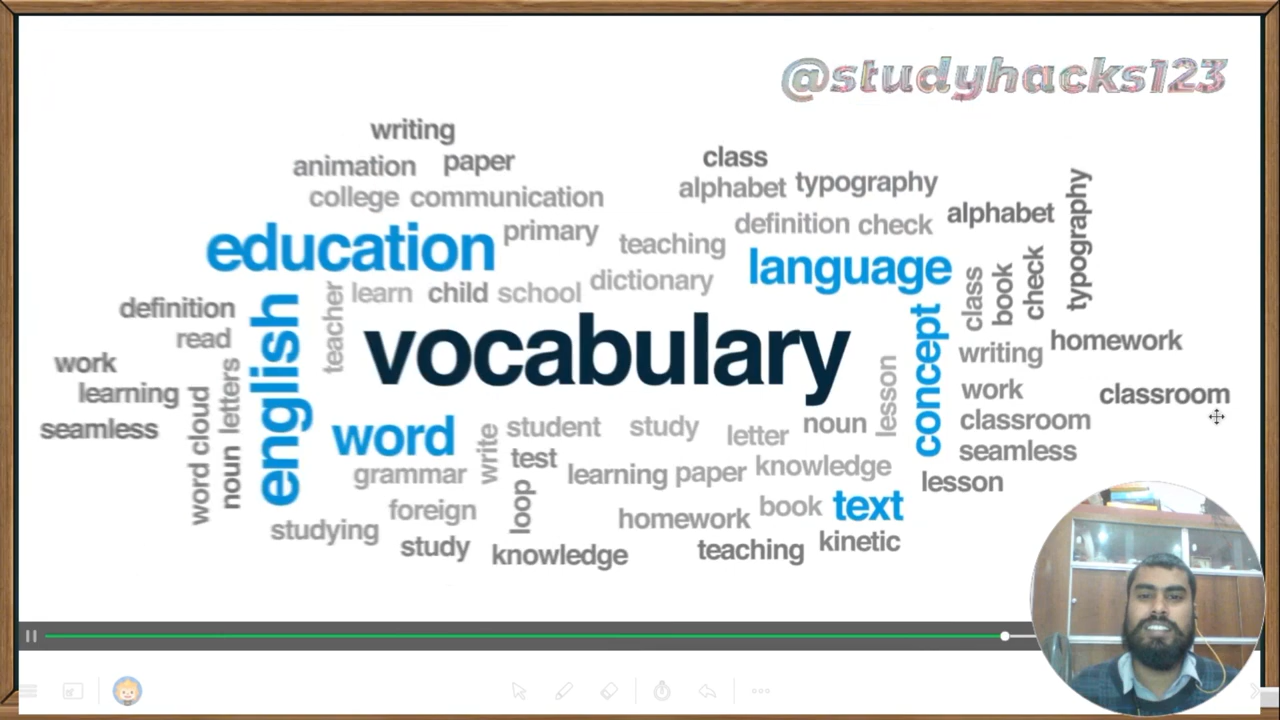 @studyhacks123
writing
animation paper
college communication
education
primary
class
alphabet typography
definition check
alphabet
typography
teaching
language
dictionary
class
book
check
learn child school
teacher
definition
read
work
learning
seamless
word cloud
noun letters
english
vocabulary
concept
lesson
writing
homework
work
classroom
classroom
seamless
lesson
word
write
student
study
letter
noun
test
grammar
learning paper knowledge
foreign
loop
homework
book
text
studying
study
knowledge
teaching
kinetic